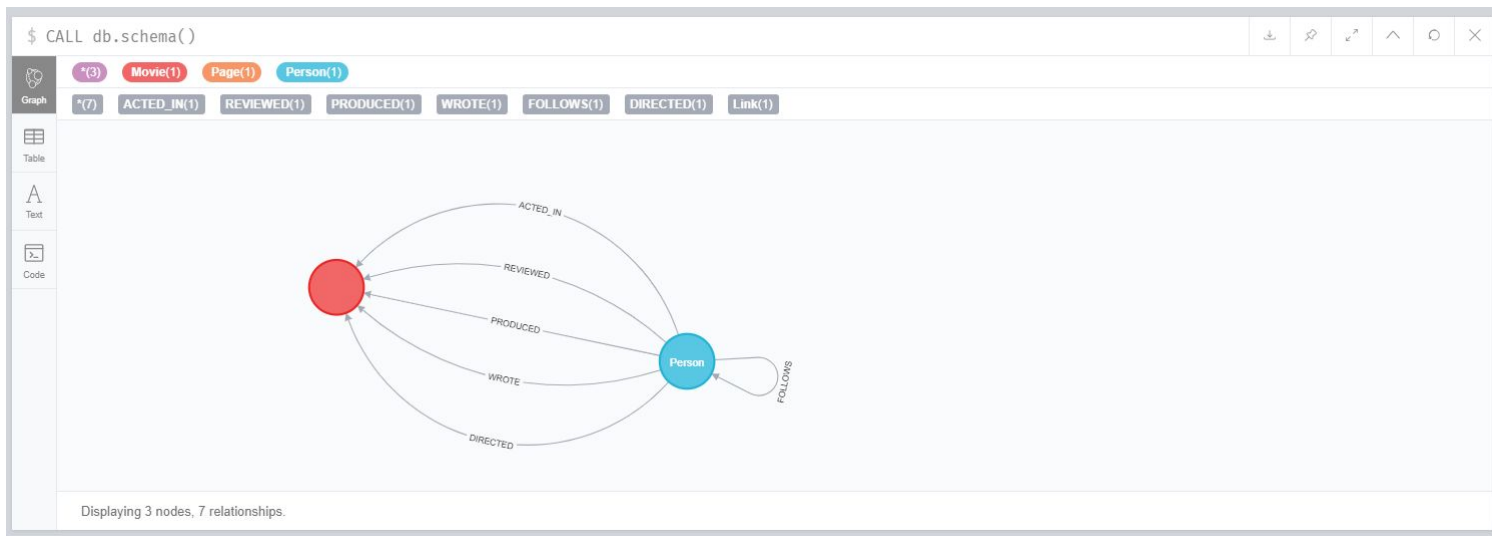 $ CALL db.schema()
*(3) Movie(1) Page(1) Person(1)
Graph
*(7) ACTED_IN(1) REVIEWED(1) PRODUCED(1) WROTE(1) FOLLOWS(1) DIRECTED(1) Link(1)
Table
A
Text
Code
ACTED_IN
REVIEWED
PRODUCED
Person
FOLLOWS
WROTE
DIRECTED
Displaying 3 nodes, 7 relationships.